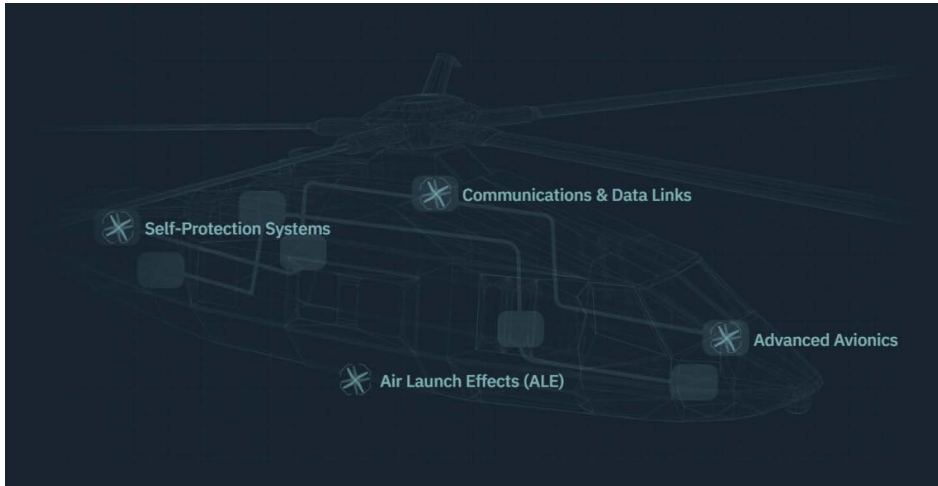 Communications & Data Links
Self-Protection Systems
Advanced Avionics
Air Launch Effects (ALE)